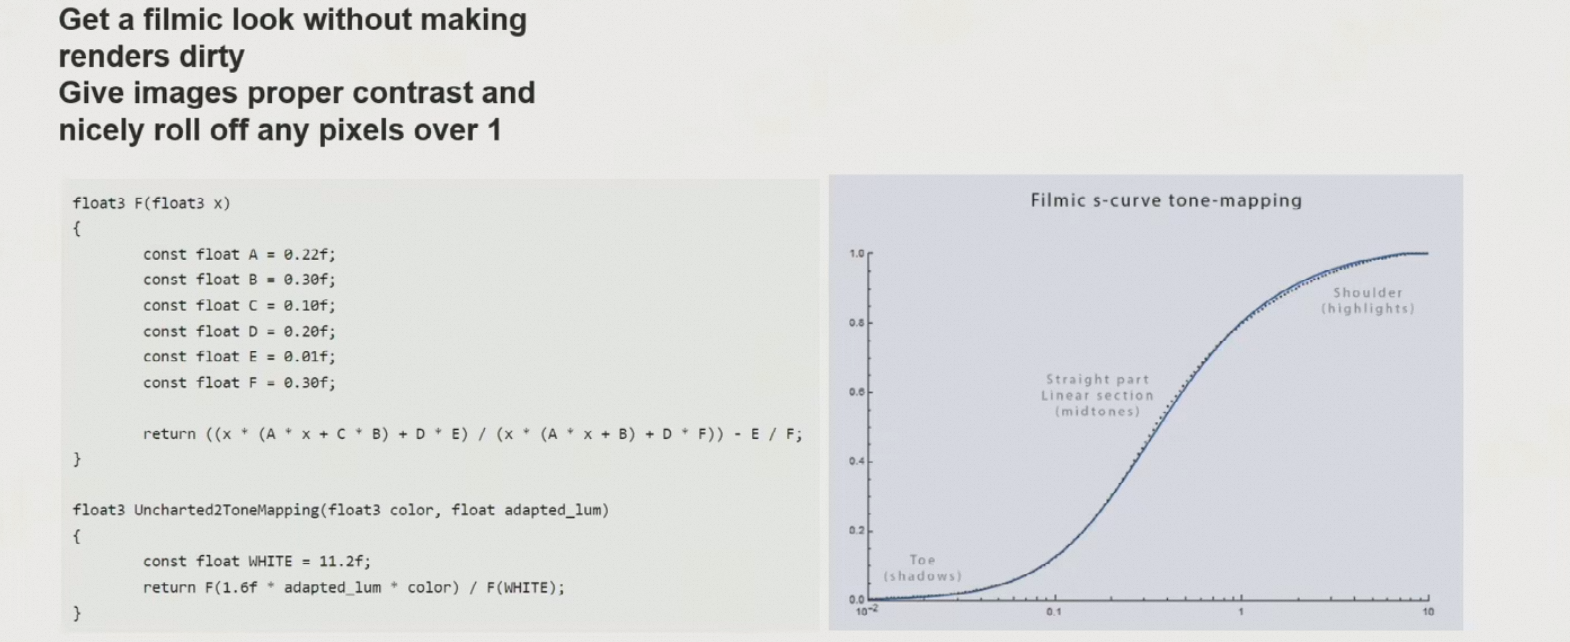 Get a filmic look without making
renders dirty
Give images proper contrast and
nicely roll off any pixels over 1
float3 F(float3 x)
{
const float A = 0.22f;
const float B = 0.30f;
const float C = 0.10f;
const float D = 0.20f;
const float E = 0.01f;
const float F = 0.30f;
return ((x * (A * x + C * B) + D * E) / (x * (A * x + B) + D * F)) - E / F;
}
float3 Uncharted2ToneMapping(float3 color, float adapted_lum)
{
const float WHITE = 11.2f;
return F(1.6f * adapted_lum * color) / F(WHITE);
}
Filmic s-curve tone-mapping
1.0
Shoulder
(highlights)
0.8
Straight part
Linear section
(midtones)
0.6
0.4
0.2
Toe
(shadows)
0.0
10-2 0.1 1 10